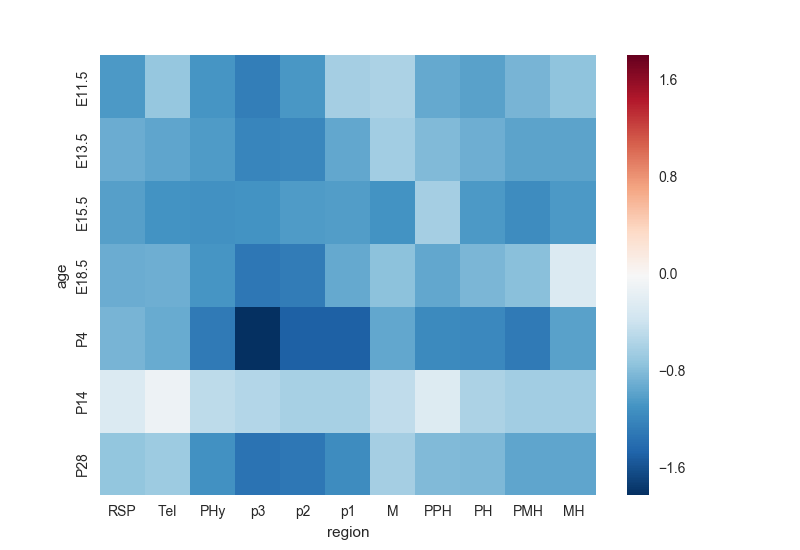 E11.5
E13.5
E15.5
E18.5
P4
P14
P28
age
RSP Tel PHy p3 p2 p1 M PPH PH PMH MH
region
1.6
0.8
0.0
−0.8
−1.6